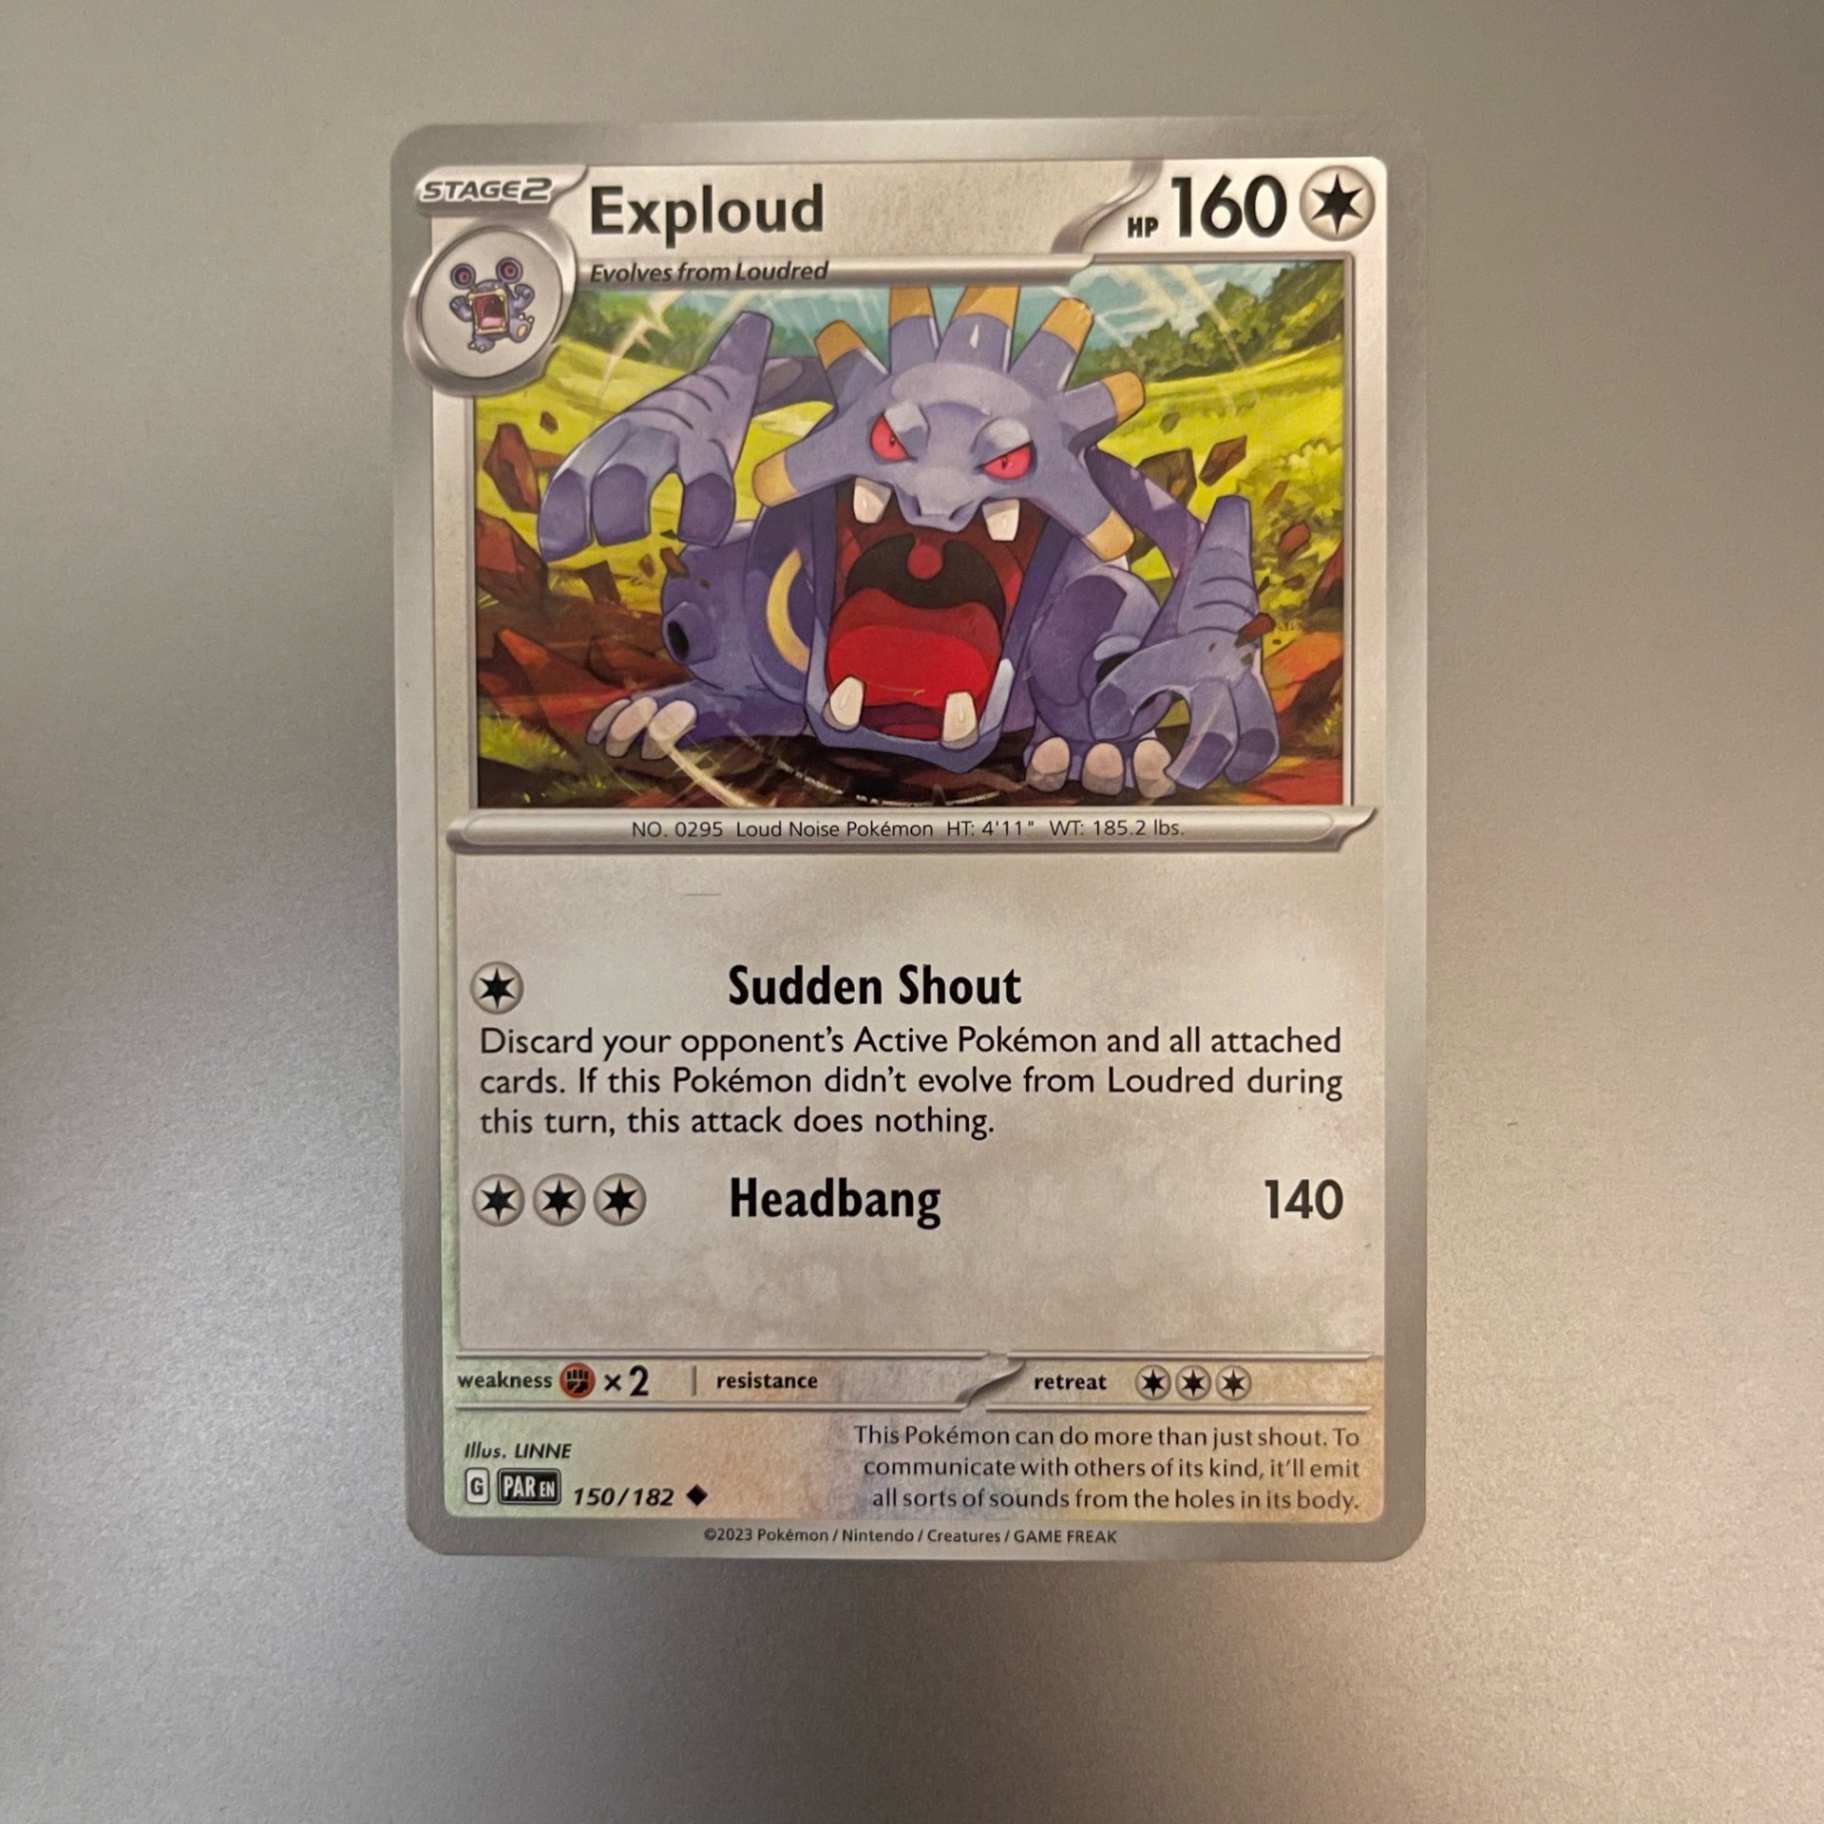 STAGE2
Exploud
HP 160
Evolves from Loudred
NO. 0295 Loud Noise Pokémon HT: 4'11" WT: 185.2 lbs.
Sudden Shout
Discard your opponent's Active Pokémon and all attached
cards. If this Pokémon didn't evolve from Loudred during
this turn, this attack does nothing.
Headbang 140
weakness ×2 resistance retreat
Illus. LINNE
G PAR EN 150/182
This Pokémon can do more than just shout. To
communicate with others of its kind, it'll emit
all sorts of sounds from the holes in its body.
©2023 Pokémon / Nintendo / Creatures / GAME FREAK